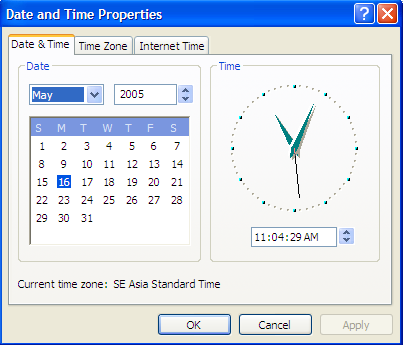 Date and Time Properties
Date & Time Time Zone Internet Time
Date Time
May 2005
S M T W T F S
1 2 3 4 5 6 7
8 9 10 11 12 13 14
15 16 17 18 19 20 21
22 23 24 25 26 27 28
29 30 31
11:04:29 AM
Current time zone: SE Asia Standard Time
OK Cancel Apply